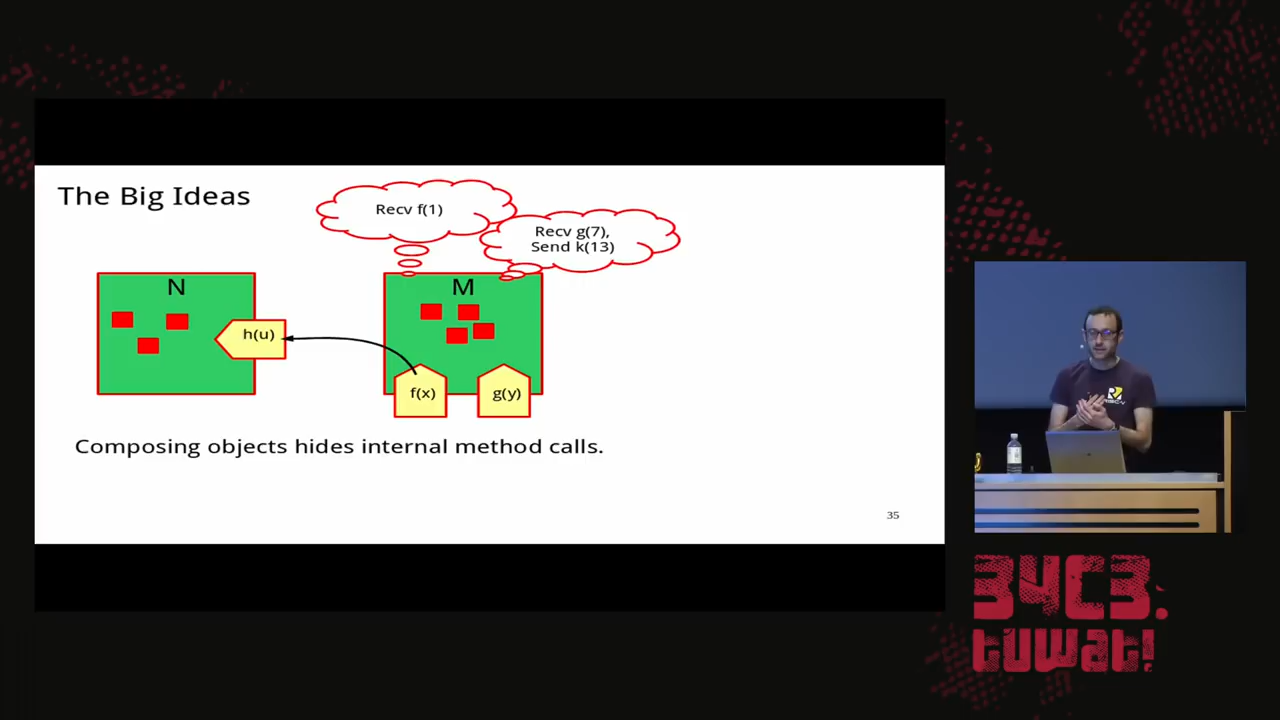 The Big Ideas
Recv f(1)
Recv g(7),
Send k(13)
N
M
h(u)
f(x)
g(y)
Composing objects hides internal method calls.
35
34C3.
tuwat!